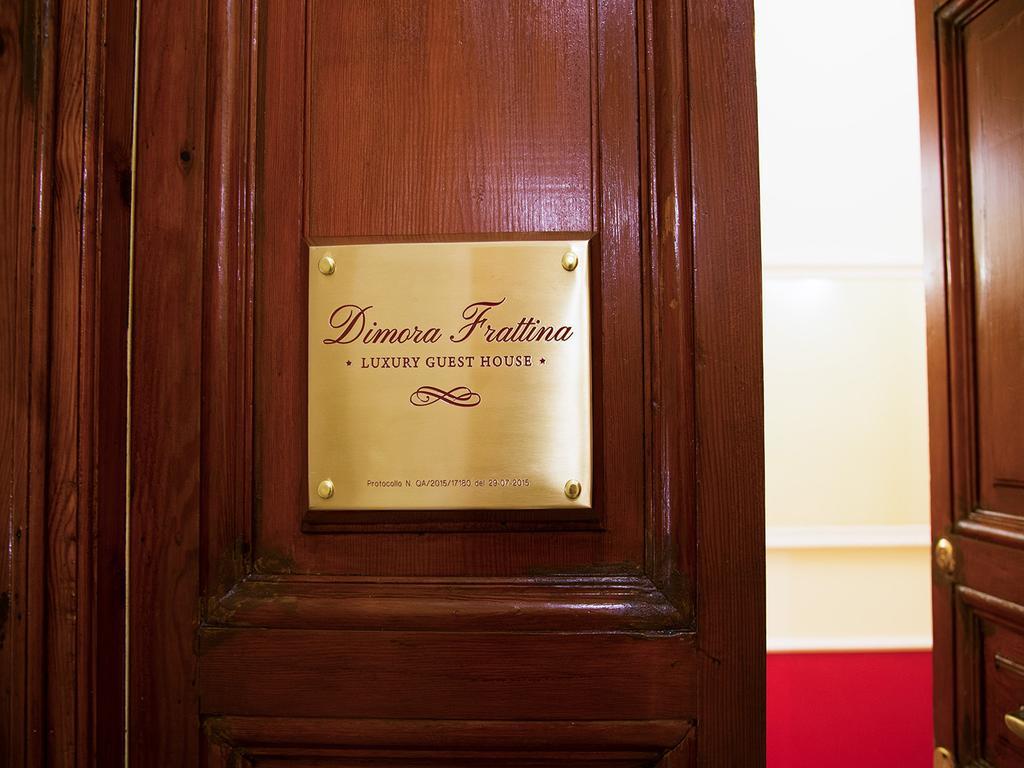 Dimora Frattina
* LUXURY GUEST HOUSE *
Protocollo N. QA/2015/17180 del 29-07-2015